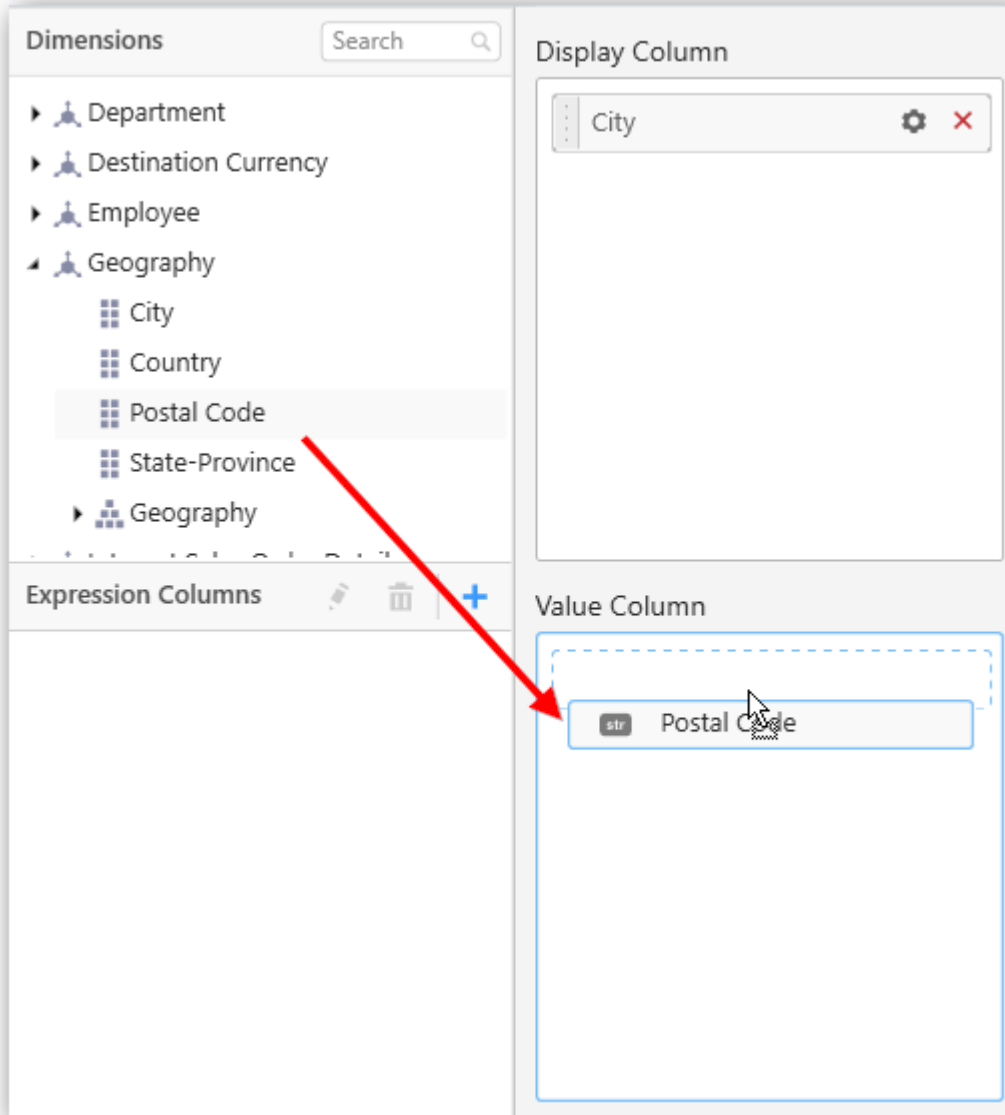 Dimensions
Search
Department
Destination Currency
Employee
Geography
City
Country
Postal Code
State-Province
Geography
Expression Columns
Display Column
City
Value Column
str Postal Code